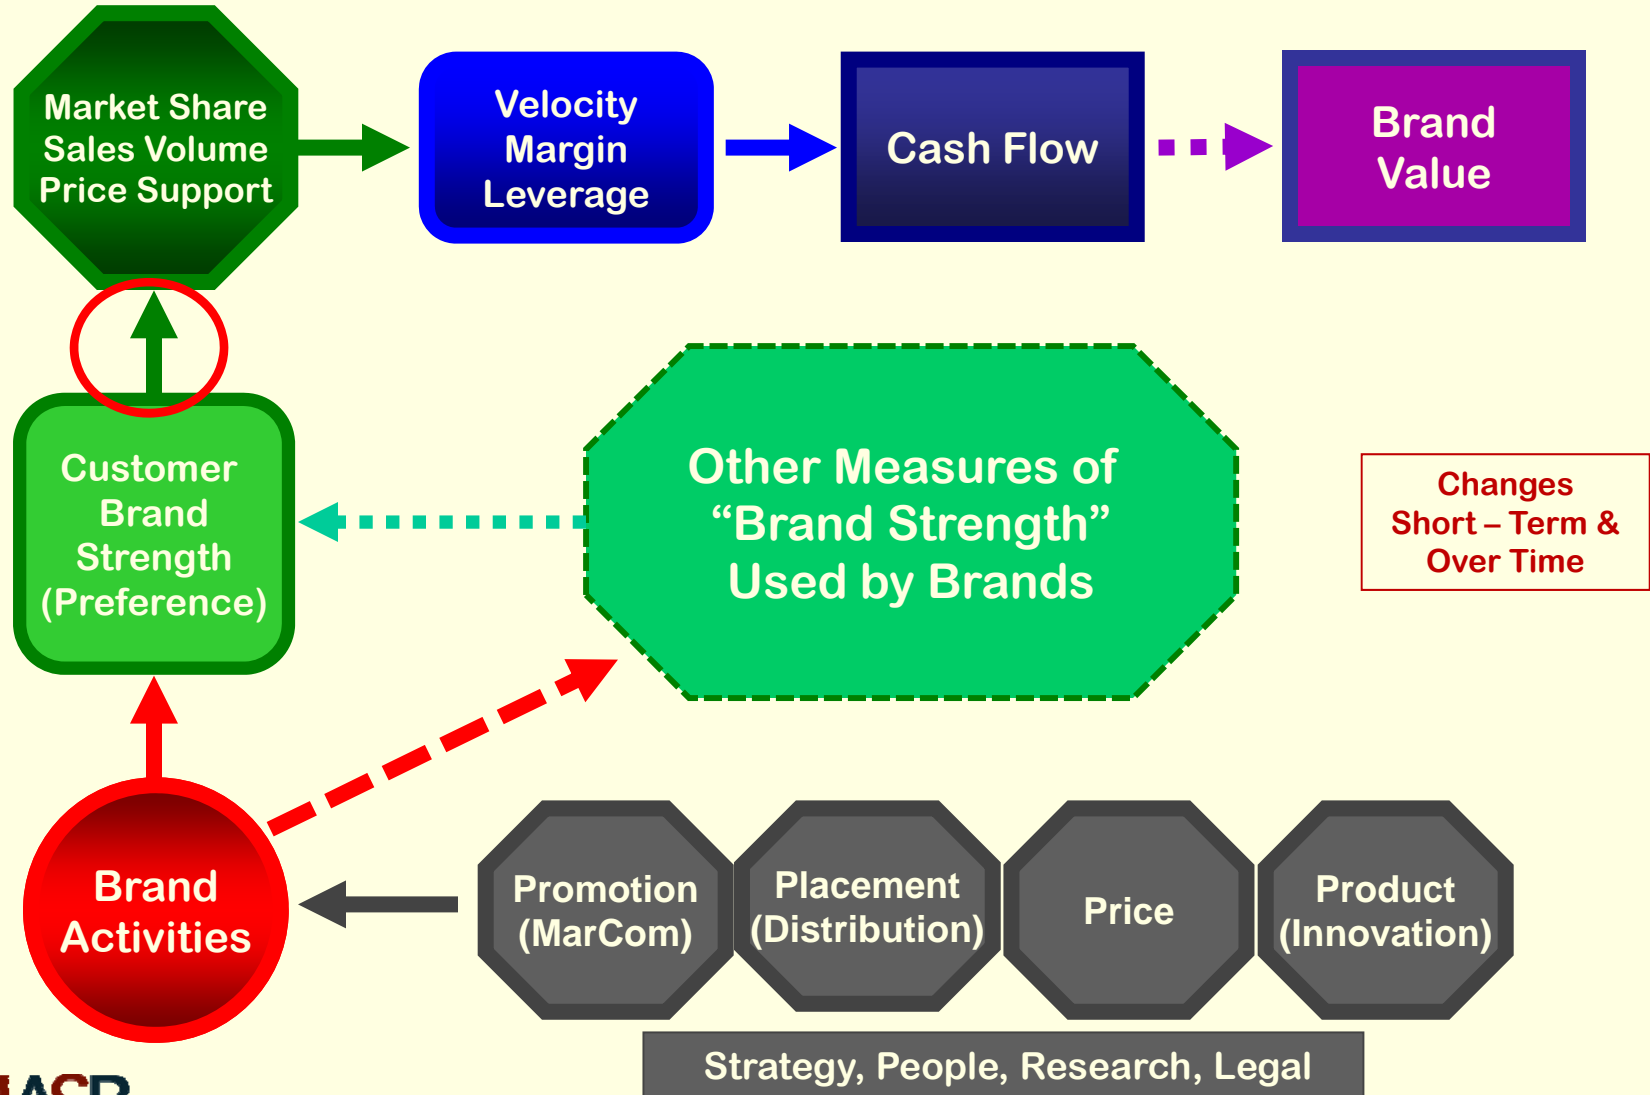 Market Share
Sales Volume
Price Support
Velocity
Margin
Leverage
Cash Flow
Brand
Value
Customer
Brand
Strength
(Preference)
Other Measures of
“Brand Strength”
Used by Brands
Changes
Short – Term &
Over Time
Brand
Activities
Promotion
(MarCom)
Placement
(Distribution)
Price
Product
(Innovation)
Strategy, People, Research, Legal